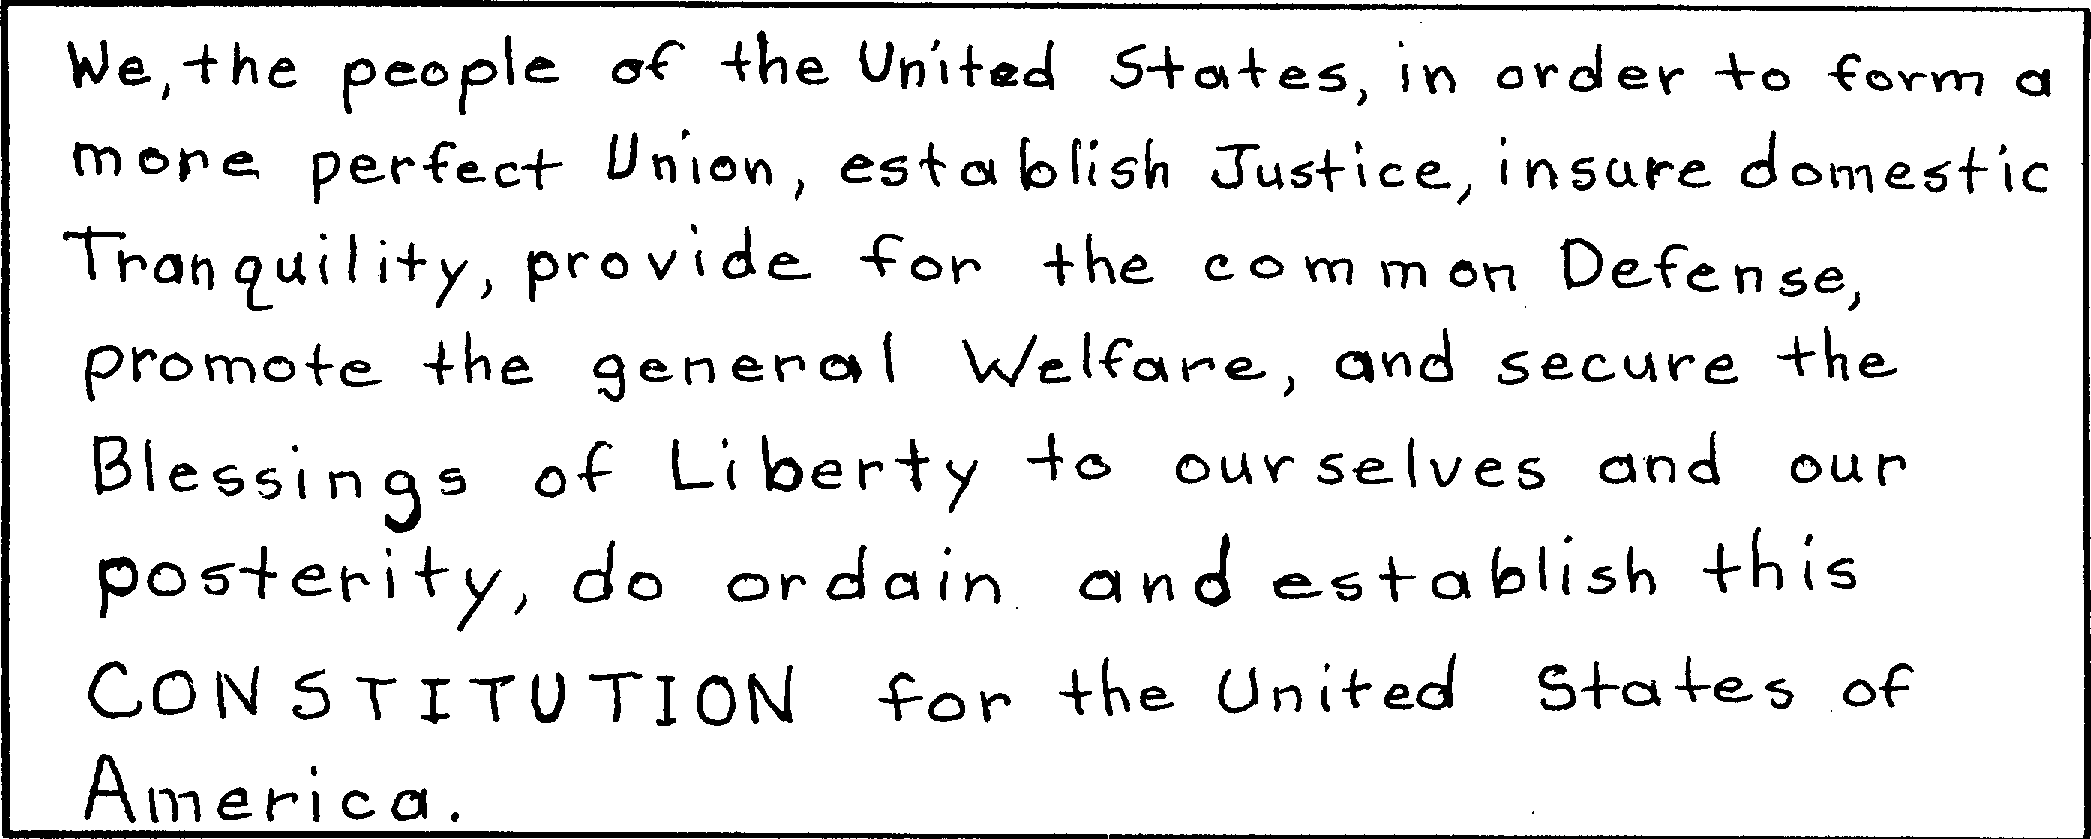 We, the people of the United States, in order to form a
more perfect Union, establish Justice, insure domestic
Tranquility, provide for the common Defense,
promote the general Welfare, and secure the
Blessings of Liberty to ourselves and our
posterity, do ordain and establish this
CONSTITUTION for the United States of
America.